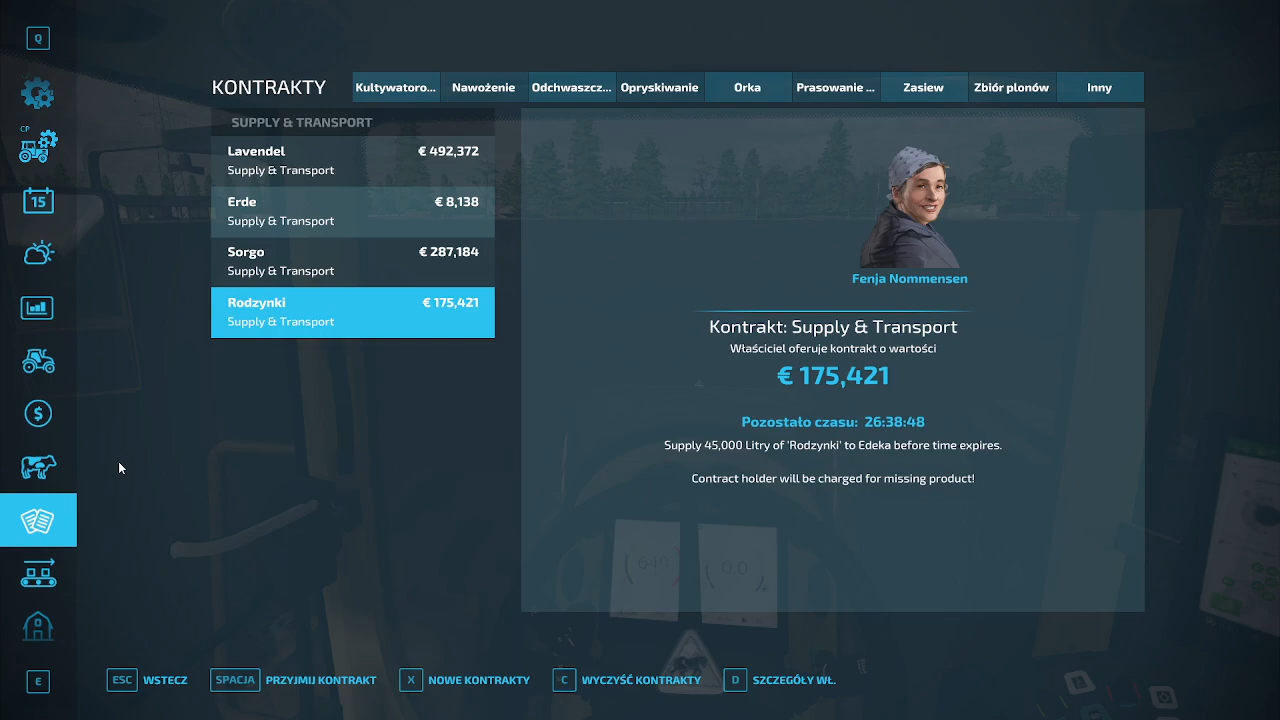 Q
KONTRAKTY
Kultywatoro...
Nawożenie
Odchwaszcz...
Opryskiwanie
Orka
Prasowanie ...
Zasiew
Zbiór plonów
Inny
SUPPLY & TRANSPORT
Lavendel € 492,372
Supply & Transport
Erde € 8,138
Supply & Transport
Sorgo € 287,184
Supply & Transport
Rodzynki € 175,421
Supply & Transport
CP
15
$
E
Fenja Nommensen
Kontrakt: Supply & Transport
Właściciel oferuje kontrakt o wartości
€ 175,421
Pozostało czasu: 26:38:48
Supply 45,000 Litry of 'Rodzynki' to Edeka before time expires.
Contract holder will be charged for missing product!
ESC WSTECZ
SPACJA PRZYJMIJ KONTRAKT
X NOWE KONTRAKTY
C WYCZYŚĆ KONTRAKTY
D SZCZEGÓŁY WŁ.